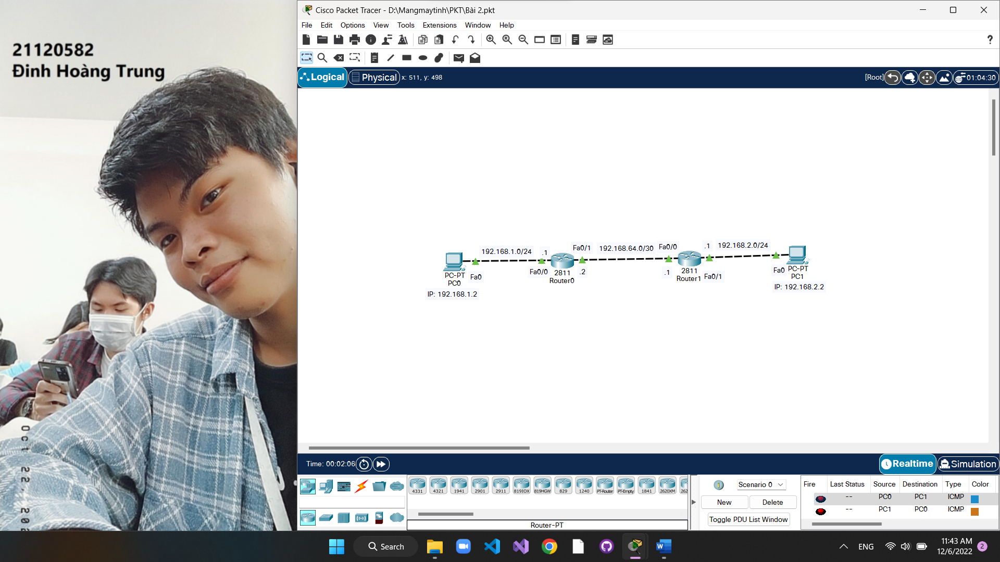 21120582
Đinh Hoàng Trung
Cisco Packet Tracer - D:\Mangmaytinh\PKT\Bài 2.pkt
File Edit Options View Tools Extensions Window Help
?
Logical Physical x: 511, y: 498 [Root] 01:04:30
192.168.1.0/24 .1 Fa0/1 192.168.64.0/30 Fa0/0 .1 192.168.2.0/24
Fa0/0 .2 .1 Fa0/1
PC-PT
PC0
Fa0
IP: 192.168.1.2
2811
Router0
2811
Router1
Fa0
PC-PT
PC1
IP: 192.168.2.2
Time: 00:02:06 Realtime Simulation
4331 4321 1941 2901 2911 819IOX 819HGW 829 1240 PT-Router PT-Empty 1841 2620XM 262
Router-PT
Scenario 0
New Delete
Toggle PDU List Window
Fire Last Status Source Destination Type Color
-- PC0 PC1 ICMP
-- PC1 PC0 ICMP
Search
ENG
11:43 AM
12/6/2022
2